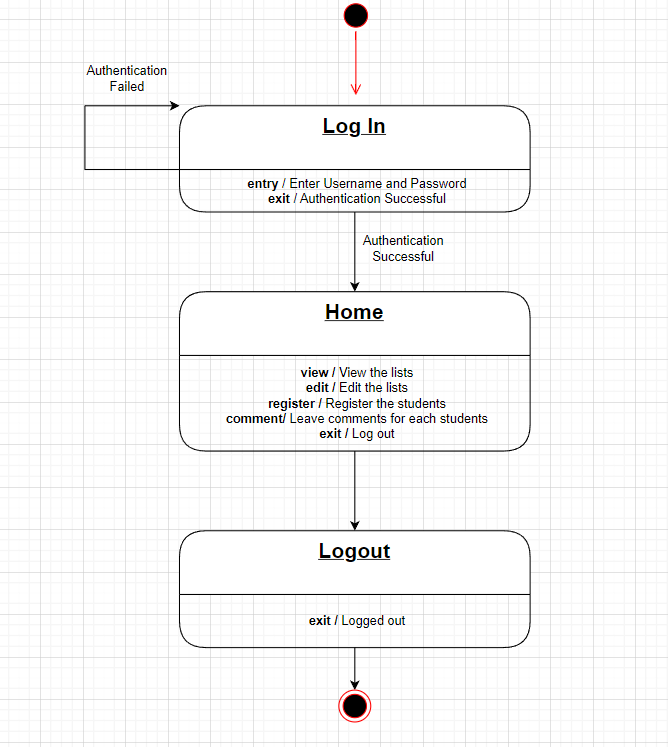 Authentication
Failed
Log In
entry / Enter Username and Password
exit / Authentication Successful
Authentication
Successful
Home
view / View the lists
edit / Edit the lists
register / Register the students
comment/ Leave comments for each students
exit / Log out
Logout
exit / Logged out